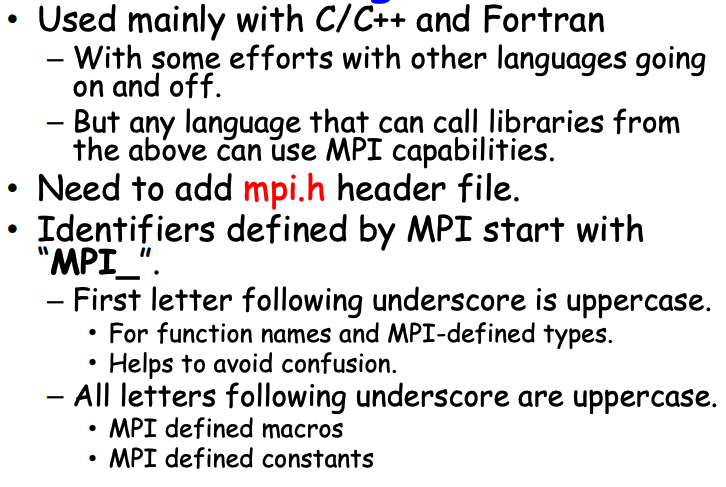 • Used mainly with C/C++ and Fortran
– With some efforts with other languages going
on and off.
– But any language that can call libraries from
the above can use MPI capabilities.
• Need to add mpi.h header file.
• Identifiers defined by MPI start with
“MPI_”.
– First letter following underscore is uppercase.
• For function names and MPI-defined types.
• Helps to avoid confusion.
– All letters following underscore are uppercase.
• MPI defined macros
• MPI defined constants